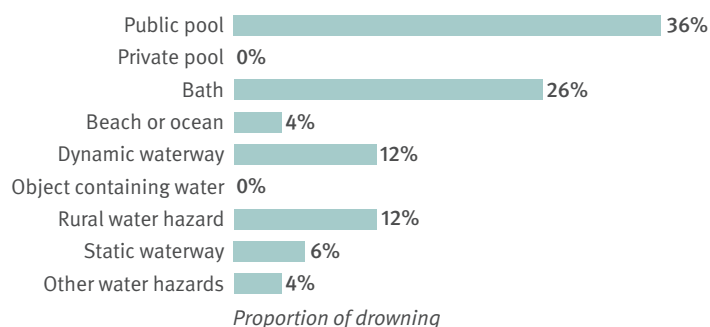 Public pool 36%
Private pool 0%
Bath 26%
Beach or ocean 4%
Dynamic waterway 12%
Object containing water 0%
Rural water hazard 12%
Static waterway 6%
Other water hazards 4%
Proportion of drowning